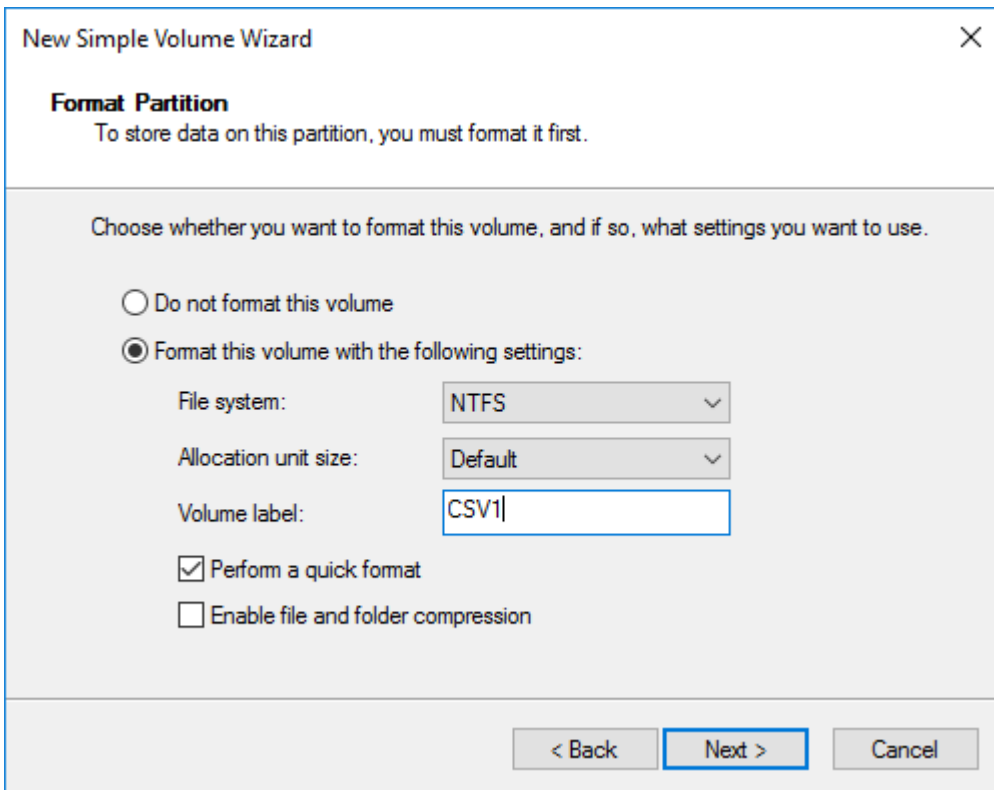 New Simple Volume Wizard
Format Partition
To store data on this partition, you must format it first.
Choose whether you want to format this volume, and if so, what settings you want to use.
Do not format this volume
Format this volume with the following settings:
File system: NTFS
Allocation unit size: Default
Volume label: CSV1
Perform a quick format
Enable file and folder compression
< Back Next > Cancel